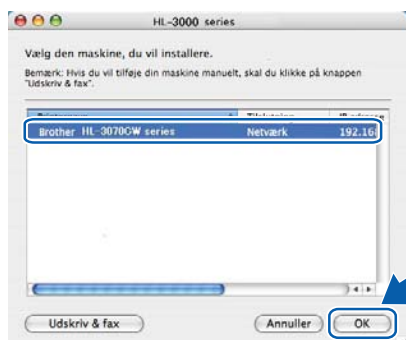 HL-3000 series
Vælg den maskine, du vil installere.
Bemærk: Hvis du vil tilføje din maskine manuelt, skal du klikke på knappen
"Udskriv & fax".
Brother HL-3070CW series Netværk 192.168
Udskriv & fax Annuller OK